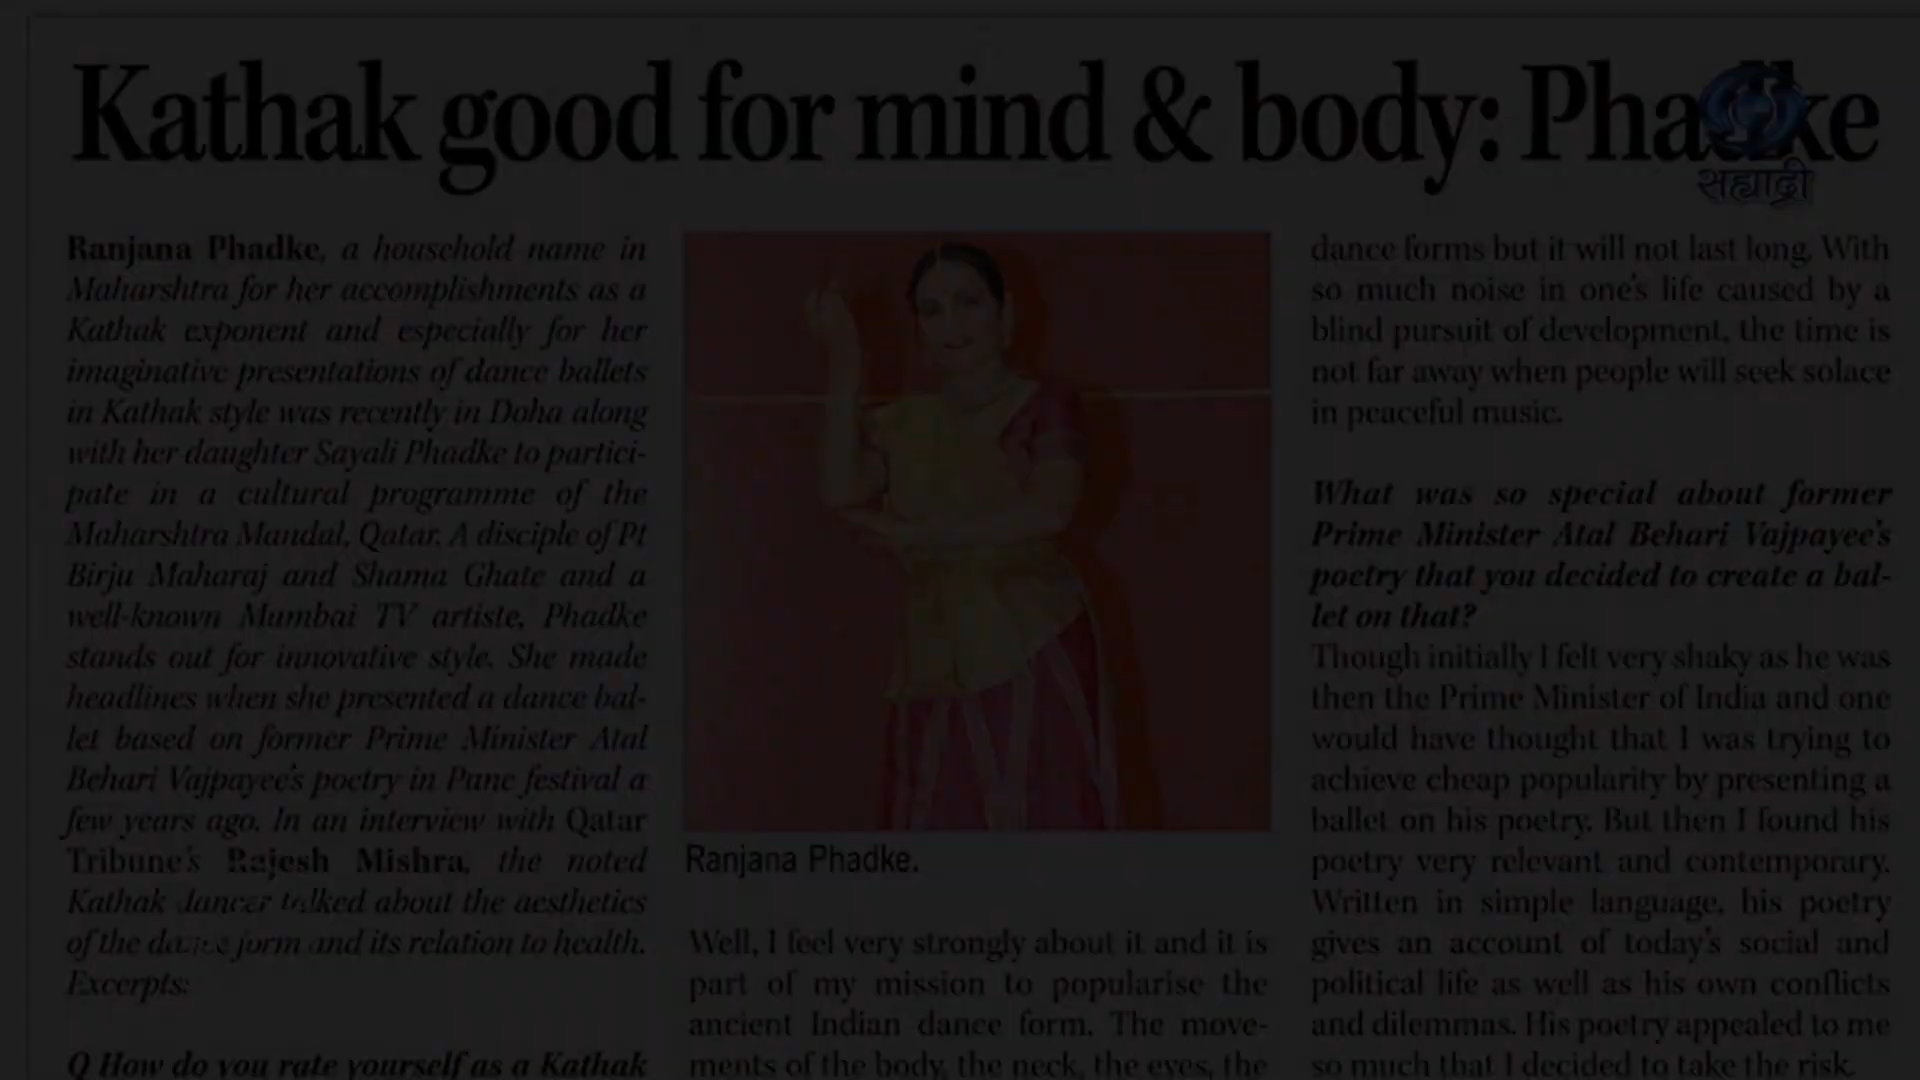 Kathak good for mind & body: Phadke
सह्याद्री
Ranjana Phadke, a household name in
Maharshtra for her accomplishments as a
Kathak exponent and especially for her
imaginative presentations of dance ballets
in Kathak style was recently in Doha along
with her daughter Sayali Phadke to partici-
pate in a cultural programme of the
Maharshtra Mandal, Qatar. A disciple of Pt
Birju Maharaj and Shama Ghate and a
well-known Mumbai TV artiste, Phadke
stands out for innovative style. She made
headlines when she presented a dance bal-
let based on former Prime Minister Atal
Behari Vajpayee's poetry in Pune festival a
few years ago. In an interview with Qatar
Tribune's Rajesh Mishra, the noted
Kathak dancer talked about the aesthetics
of the dance form and its relation to health.
Excerpts:
Q How do you rate yourself as a Kathak
Ranjana Phadke.
Well, I feel very strongly about it and it is
part of my mission to popularise the
ancient Indian dance form. The move-
ments of the body, the neck, the eyes, the
dance forms but it will not last long. With
so much noise in one's life caused by a
blind pursuit of development, the time is
not far away when people will seek solace
in peaceful music.
What was so special about former
Prime Minister Atal Behari Vajpayee's
poetry that you decided to create a bal-
let on that?
Though initially I felt very shaky as he was
then the Prime Minister of India and one
would have thought that I was trying to
achieve cheap popularity by presenting a
ballet on his poetry. But then I found his
poetry very relevant and contemporary.
Written in simple language, his poetry
gives an account of today's social and
political life as well as his own conflicts
and dilemmas. His poetry appealed to me
so much that I decided to take the risk.